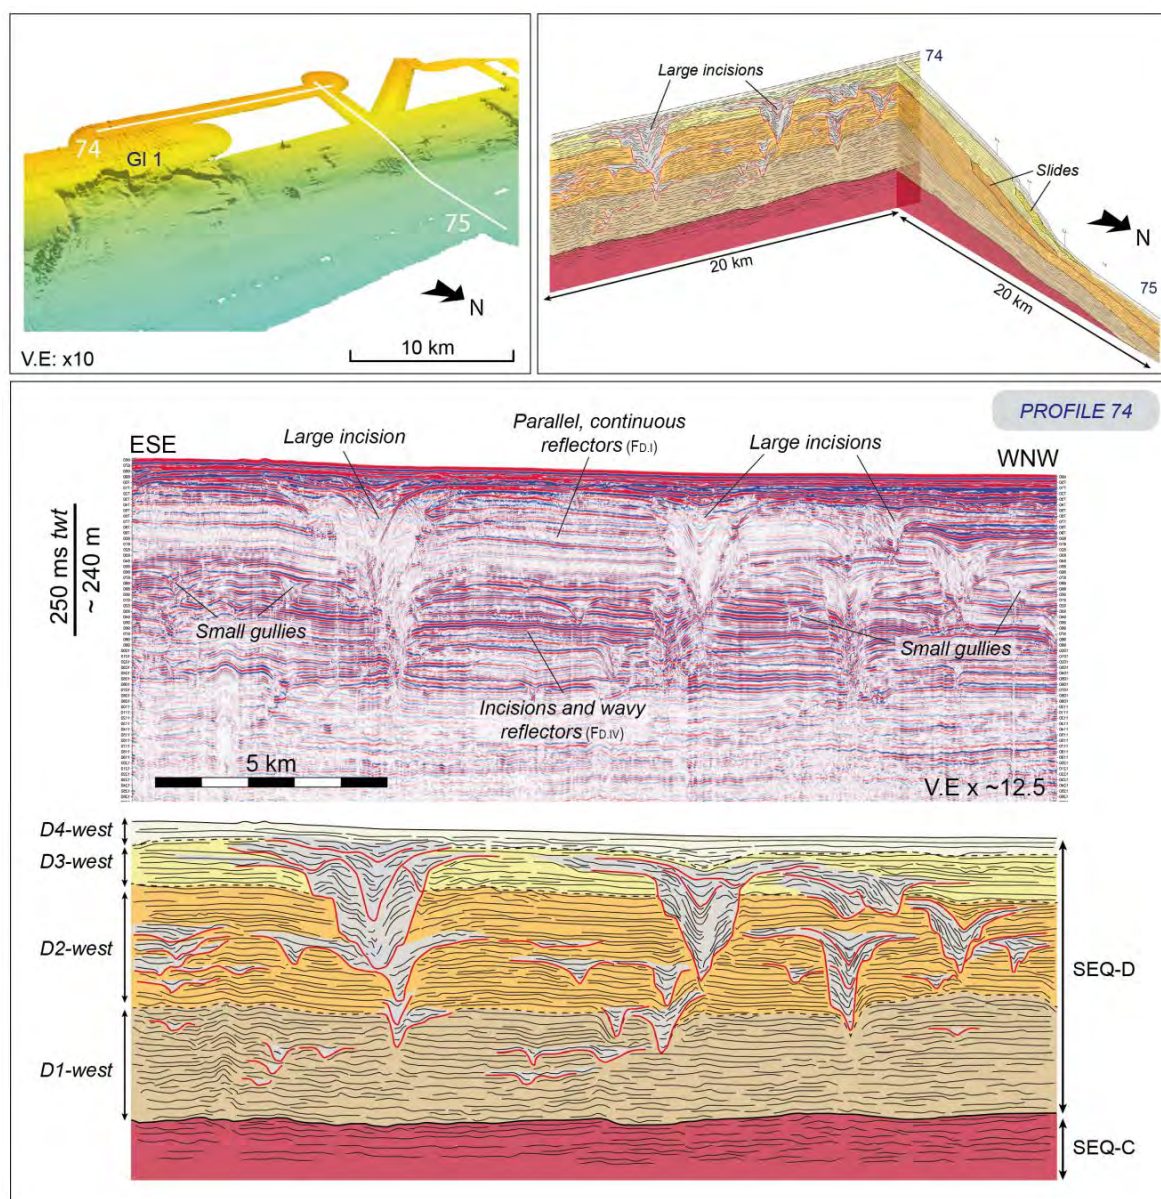 74
GI 1
75
N
V.E: x10
10 km
Large incisions
74
Slides
N
20 km
20 km
75
PROFILE 74
ESE
Large incision
Parallel, continuous
reflectors (FD.I)
Large incisions
WNW
250 ms twt
~ 240 m
Small gullies
Small gullies
Incisions and wavy
reflectors (FD.IV)
5 km
V.E x ~12.5
D4-west
D3-west
D2-west
D1-west
SEQ-D
SEQ-C